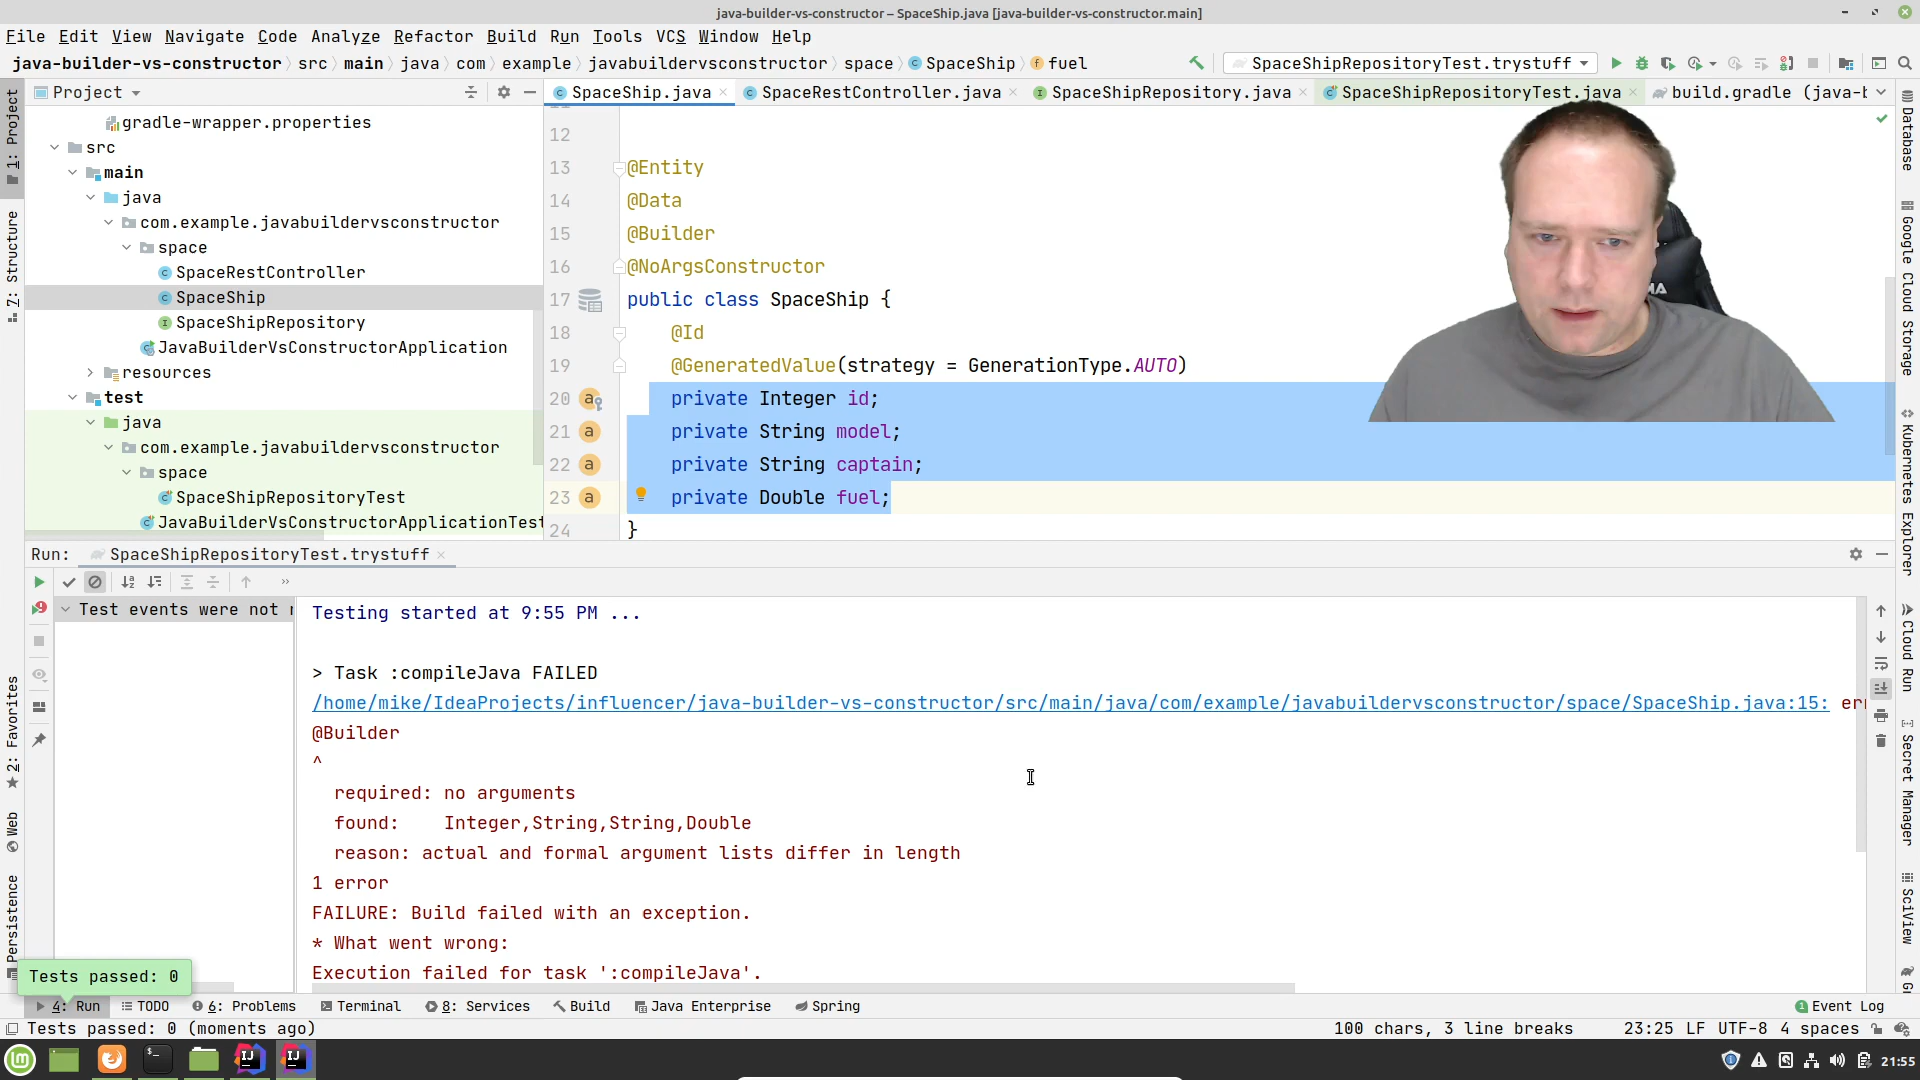 java-builder-vs-constructor – SpaceShip.java [java-builder-vs-constructor.main]
File Edit View Navigate Code Analyze Refactor Build Run Tools VCS Window Help
java-builder-vs-constructor src main java com example javabuildervsconstructor space SpaceShip fuel
SpaceShipRepositoryTest.trystuff
Project
SpaceShip.java SpaceRestController.java SpaceShipRepository.java SpaceShipRepositoryTest.java build.gradle (java-b
gradle-wrapper.properties
src
main
java
com.example.javabuildervsconstructor
space
SpaceRestController
SpaceShip
SpaceShipRepository
JavaBuilderVsConstructorApplication
resources
test
java
com.example.javabuildervsconstructor
space
SpaceShipRepositoryTest
JavaBuilderVsConstructorApplicationTest
12
13 @Entity
14 @Data
15 @Builder
16 @NoArgsConstructor
17 public class SpaceShip {
18 @Id
19 @GeneratedValue(strategy = GenerationType.AUTO)
20 private Integer id;
21 private String model;
22 private String captain;
23 private Double fuel;
24 }
1: Project
7: Structure
2: Favorites
Web
Persistence
Database
Google Cloud Storage
Kubernetes Explorer
Cloud Run
Secret Manager
SciView
Run: SpaceShipRepositoryTest.trystuff
Test events were not r
Testing started at 9:55 PM ...
> Task :compileJava FAILED
/home/mike/IdeaProjects/influencer/java-builder-vs-constructor/src/main/java/com/example/javabuildervsconstructor/space/SpaceShip.java:15: err
@Builder
^
required: no arguments
found: Integer,String,String,Double
reason: actual and formal argument lists differ in length
1 error
FAILURE: Build failed with an exception.
* What went wrong:
Execution failed for task ':compileJava'.
Tests passed: 0
4: Run TODO 6: Problems Terminal 8: Services Build Java Enterprise Spring 1 Event Log
Tests passed: 0 (moments ago) 100 chars, 3 line breaks 23:25 LF UTF-8 4 spaces
21:55